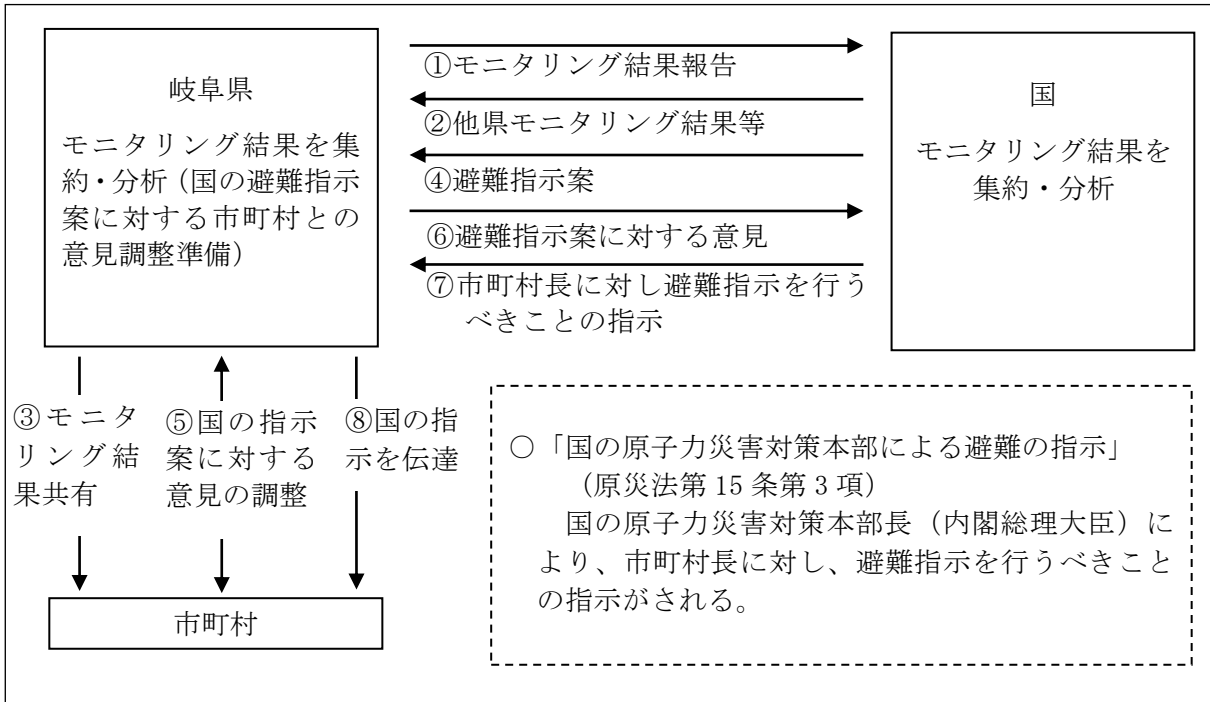 岐阜県
モニタリング結果を集
約・分析（国の避難指示
案に対する市町村との
意見調整準備）
①モニタリング結果報告
②他県モニタリング結果等
④避難指示案
⑥避難指示案に対する意見
⑦市町村長に対し避難指示を行う
べきことの指示
国
モニタリング結果を
集約・分析
③モニタ
リング結
果共有
⑤国の指示
案に対する
意見の調整
⑧国の指
示を伝達
市町村
○「国の原子力災害対策本部による避難の指示」
（原災法第 15 条第 3 項）
国の原子力災害対策本部長（内閣総理大臣）に
より、市町村長に対し、避難指示を行うべきこと
の指示がされる。